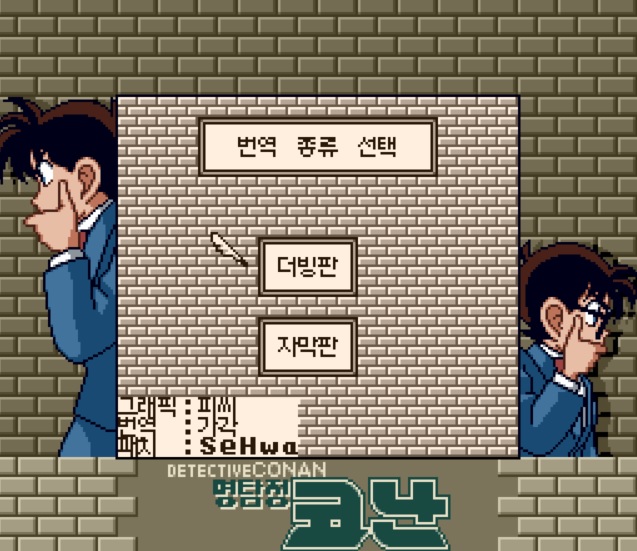 번역 종류 선택
더빙판
자막판
그래픽 : 피씨
번역 : 가각
패치 : SeHwa
DETECTIVE CONAN
명탐정 코난